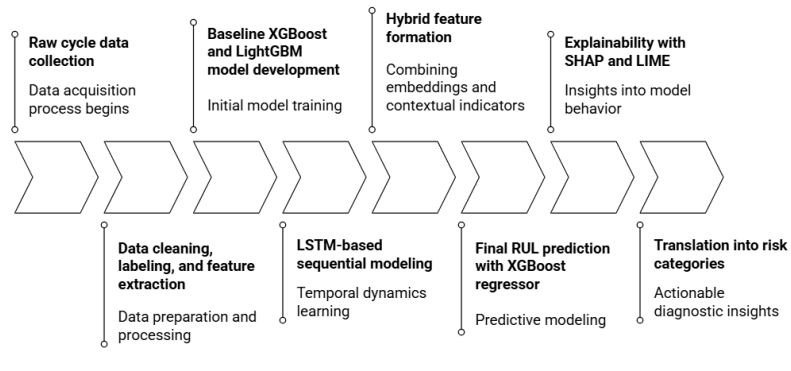 Raw cycle data
collection
Data acquisition
process begins
Baseline XGBoost
and LightGBM
model development
Initial model training
Hybrid feature
formation
Combining
embeddings and
contextual indicators
Explainability with
SHAP and LIME
Insights into model
behavior
Data cleaning,
labeling, and feature
extraction
Data preparation and
processing
LSTM-based
sequential modeling
Temporal dynamics
learning
Final RUL prediction
with XGBoost
regressor
Predictive modeling
Translation into risk
categories
Actionable
diagnostic insights